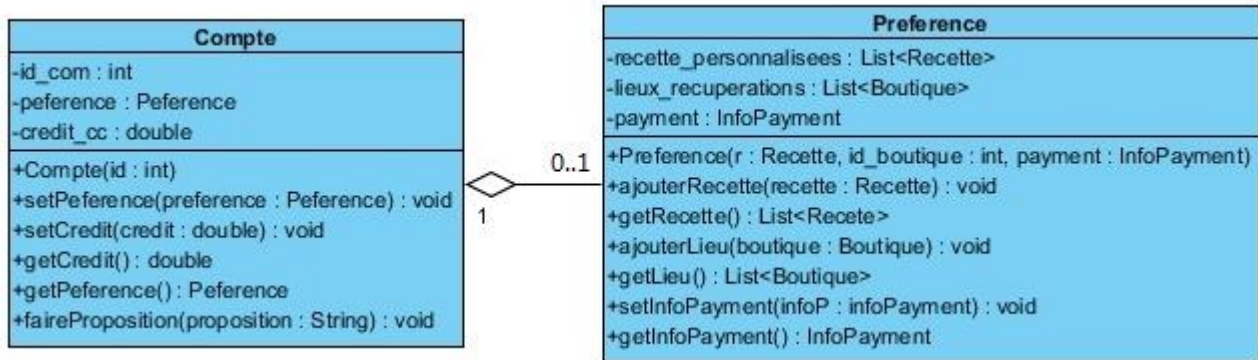 Compte
-id_com : int
-peference : Peference
-credit_cc : double
+Compte(id : int)
+setPeference(preference : Peference) : void
+setCredit(credit : double) : void
+getCredit() : double
+getPeference() : Peference
+faireProposition(proposition : String) : void
1
0..1
Preference
-recette_personnalisees : List<Recette>
-lieux_recuperations : List<Boutique>
-payment : InfoPayment
+Preference(r : Recette, id_boutique : int, payment : InfoPayment)
+ajouterRecette(recette : Recette) : void
+getRecette() : List<Recete>
+ajouterLieu(boutique : Boutique) : void
+getLieu() : List<Boutique>
+setInfoPayment(infoP : infoPayment) : void
+getInfoPayment() : InfoPayment